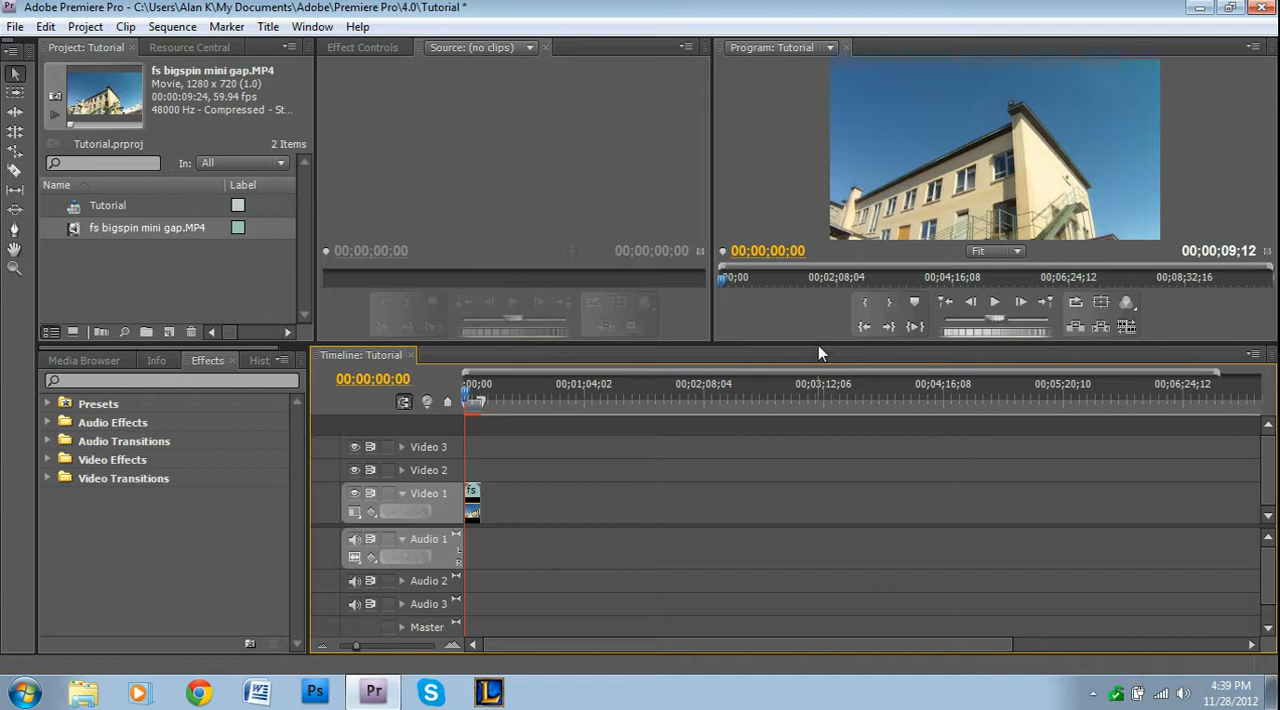 Adobe Premiere Pro - C:\Users\Alan K\My Documents\Adobe\Premiere Pro\4.0\Tutorial *
File Edit Project Clip Sequence Marker Title Window Help
Project: Tutorial Resource Central
fs bigspin mini gap.MP4
Movie, 1280 x 720 (1.0)
00:00:09:24, 59.94 fps
48000 Hz - Compressed - St...
Tutorial.prproj 2 Items
In: All
Name Label
Tutorial
fs bigspin mini gap.MP4
Effect Controls Source: (no clips)
00;00;00;00 00;00;00;00
Program: Tutorial
00;00;00;00 Fit 00;00;09;12
00;00 00;02;08;04 00;04;16;08 00;06;24;12 00;08;32;16
Media Browser Info Effects Hist
Presets
Audio Effects
Audio Transitions
Video Effects
Video Transitions
Timeline: Tutorial
00;00;00;00
;00;00 00;01;04;02 00;02;08;04 00;03;12;06 00;04;16;08 00;05;20;10 00;06;24;12
Video 3
Video 2
Video 1
fs
Audio 1
L
R
Audio 2
Audio 3
Master
W Ps Pr S L
4:39 PM
11/28/2012